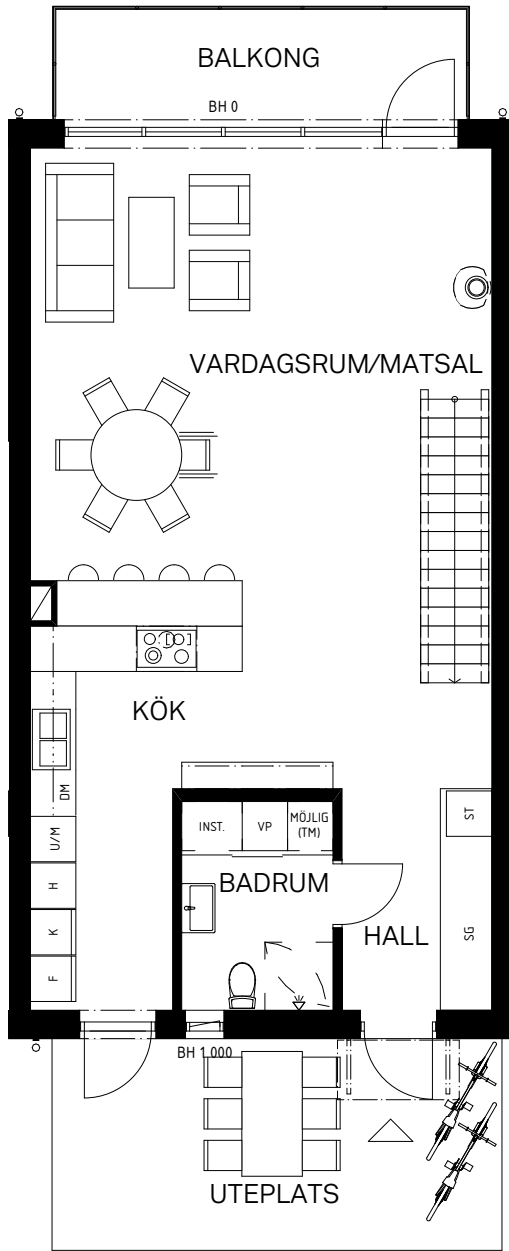 BALKONG
BH 0
VARDAGSRUM/MATSAL
KÖK
DM
U/M
H
K
F
INST.
VP
MÖJLIG
(TM)
BADRUM
HALL
ST
SG
BH 1 000
UTEPLATS